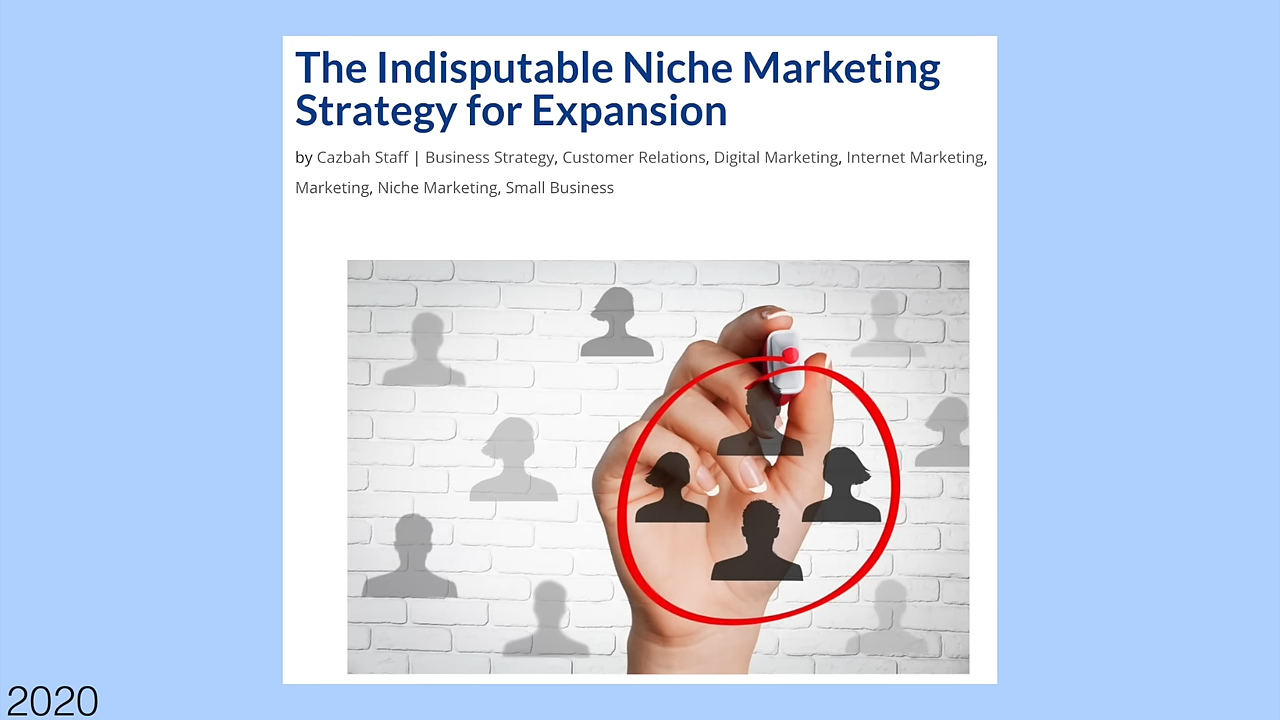 The Indisputable Niche Marketing
Strategy for Expansion
by Cazbah Staff | Business Strategy, Customer Relations, Digital Marketing, Internet Marketing,
Marketing, Niche Marketing, Small Business
2020